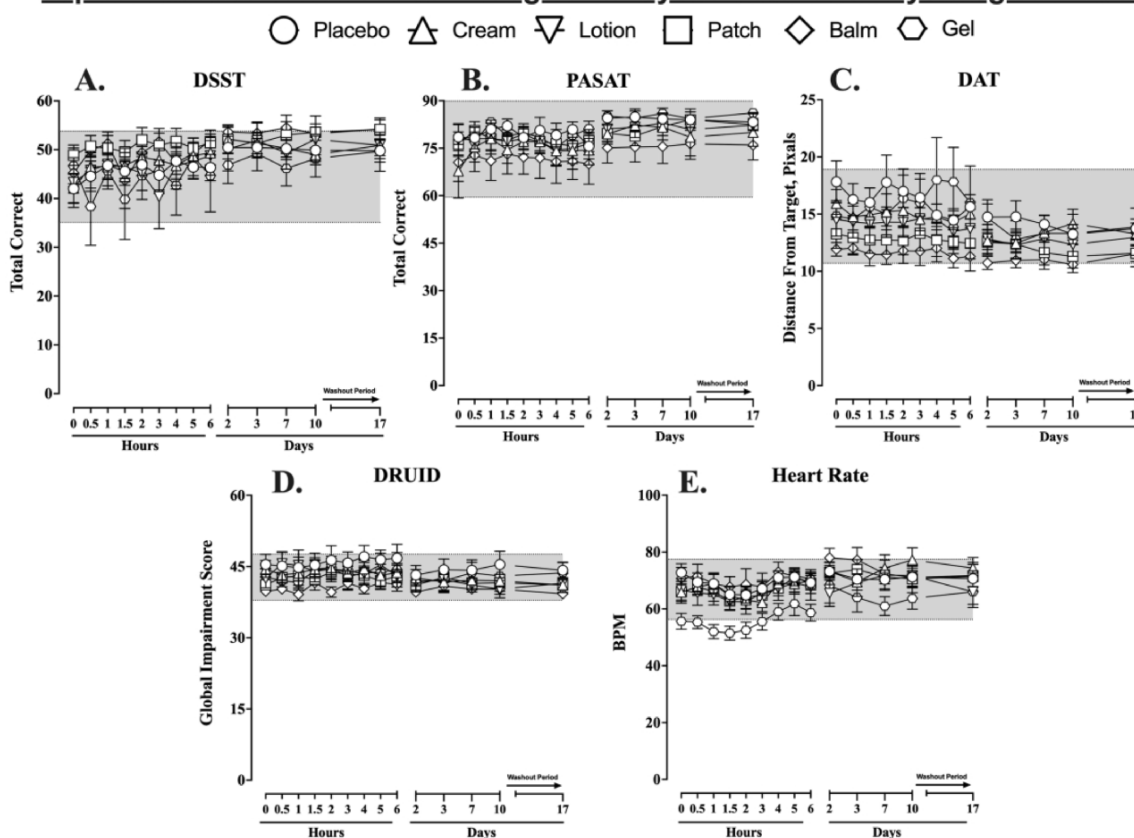 Placebo Cream Lotion Patch Balm Gel
A. DSST
Total Correct
60
50
40
30
20
10
0
Washout Period
0 0.5 1 1.5 2 3 4 5 6 2 3 7 10 17
Hours Days
B. PASAT
Total Correct
90
75
60
45
30
15
0
Washout Period
0 0.5 1 1.5 2 3 4 5 6 2 3 7 10 17
Hours Days
C. DAT
Distance From Target, Pixals
25
20
15
10
5
0
Washout Period
0 0.5 1 1.5 2 3 4 5 6 2 3 7 10
Hours Days
D. DRUID
Global Impairment Score
60
45
30
15
0
Washout Period
0 0.5 1 1.5 2 3 4 5 6 2 3 7 10 17
Hours Days
E. Heart Rate
BPM
100
80
60
40
20
0
Washout Period
0 0.5 1 1.5 2 3 4 5 6 2 3 7 10 17
Hours Days